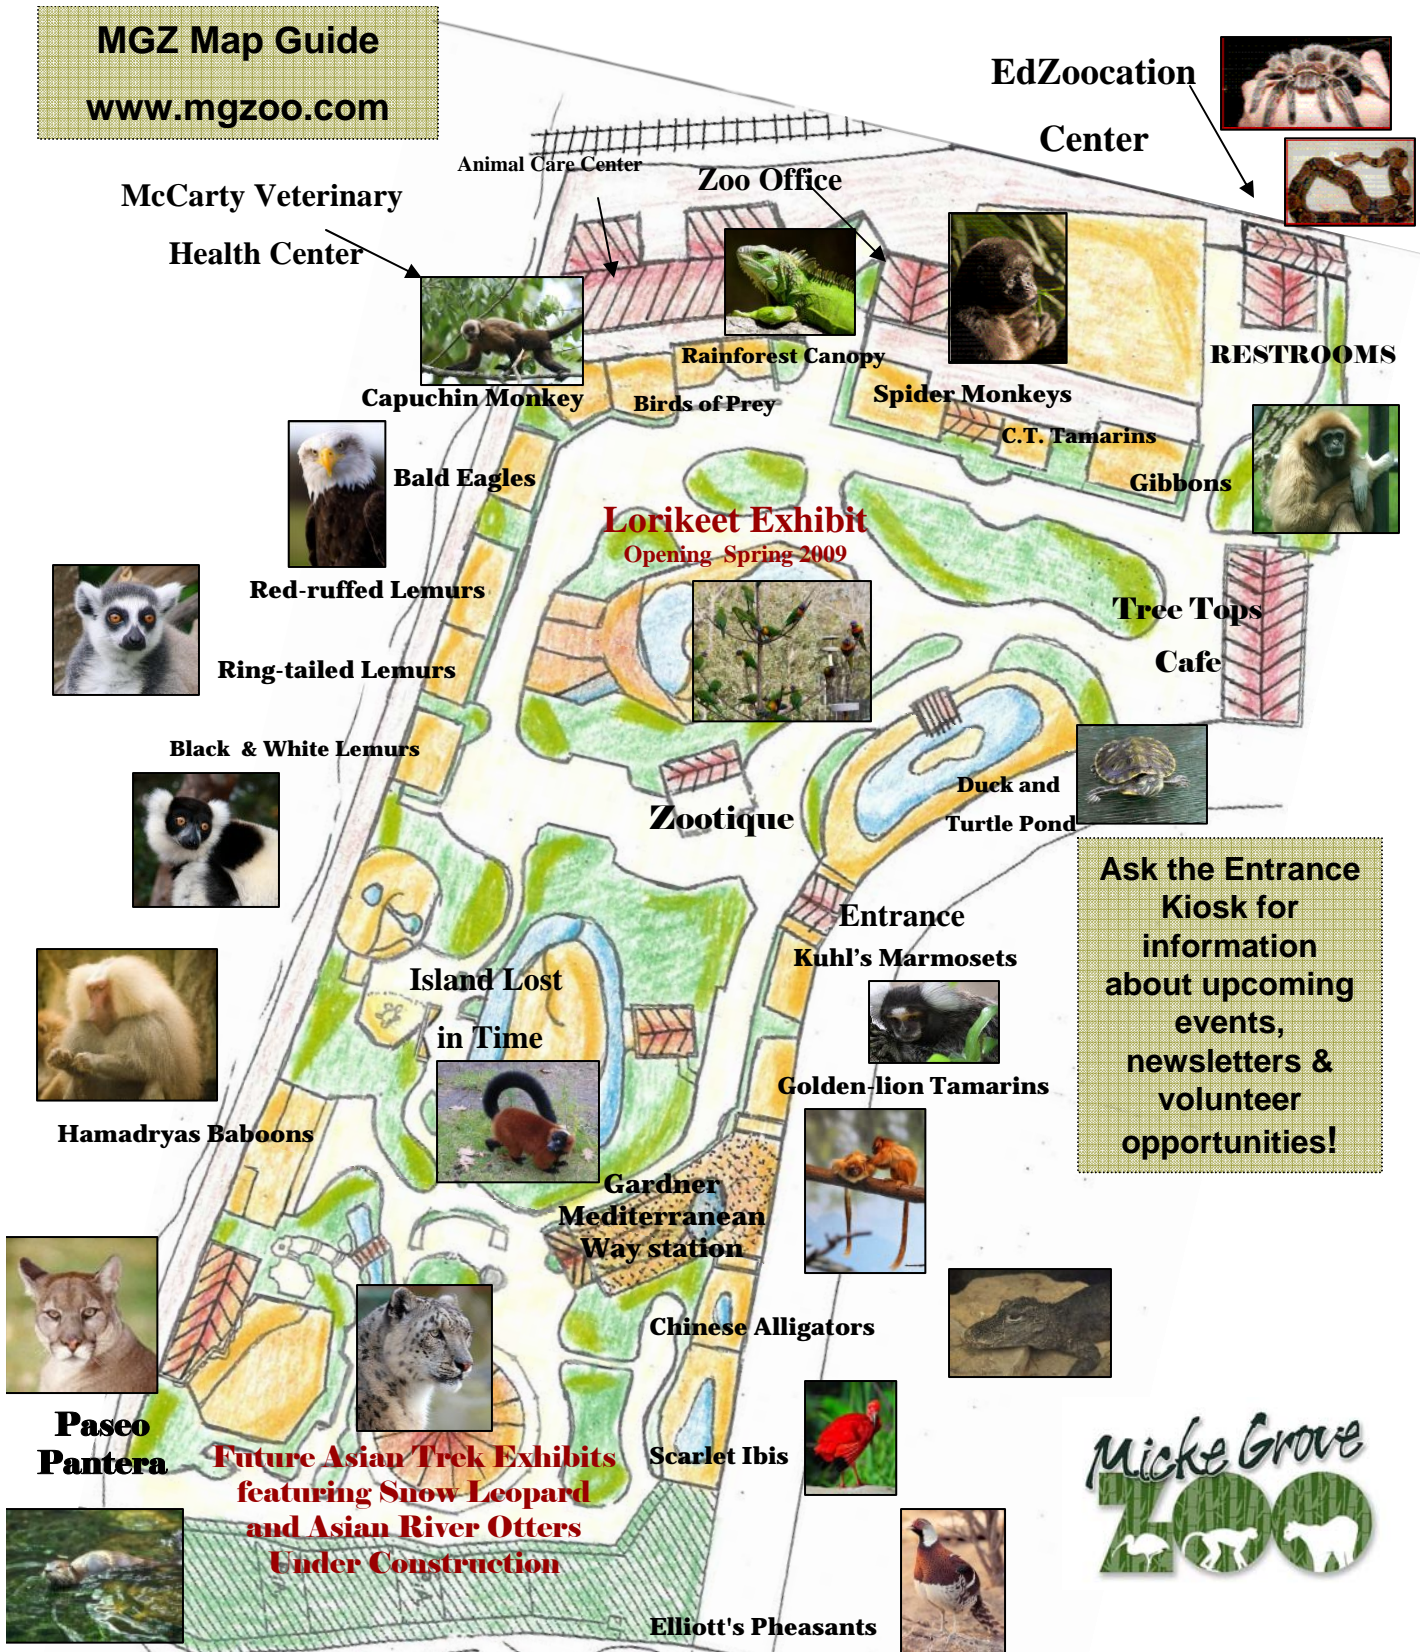 MGZ Map Guide
www.mgzoo.com
EdZoocation
Center
Animal Care Center
Zoo Office
McCarty Veterinary
Health Center
Rainforest Canopy
RESTROOMS
Capuchin Monkey
Birds of Prey
Spider Monkeys
C.T. Tamarins
Bald Eagles
Gibbons
Lorikeet Exhibit
Opening Spring 2009
Red-ruffed Lemurs
Tree Tops
Cafe
Ring-tailed Lemurs
Black & White Lemurs
Duck and
Turtle Pond
Zootique
Ask the Entrance
Kiosk for
information
about upcoming
events,
newsletters &
volunteer
opportunities!
Entrance
Kuhl's Marmosets
Island Lost
in Time
Golden-lion Tamarins
Hamadryas Baboons
Gardner
Mediterranean
Way station
Chinese Alligators
Paseo
Pantera
Future Asian Trek Exhibits
featuring Snow Leopard
and Asian River Otters
Under Construction
Scarlet Ibis
Micke Grove
ZOO
Elliott's Pheasants